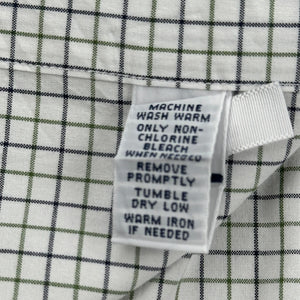 MACHINE
WASH WARM
ONLY NON-
CHLORINE
BLEACH
WHEN NEEDED
REMOVE
PROMPTLY
TUMBLE
DRY LOW
WARM IRON
IF NEEDED